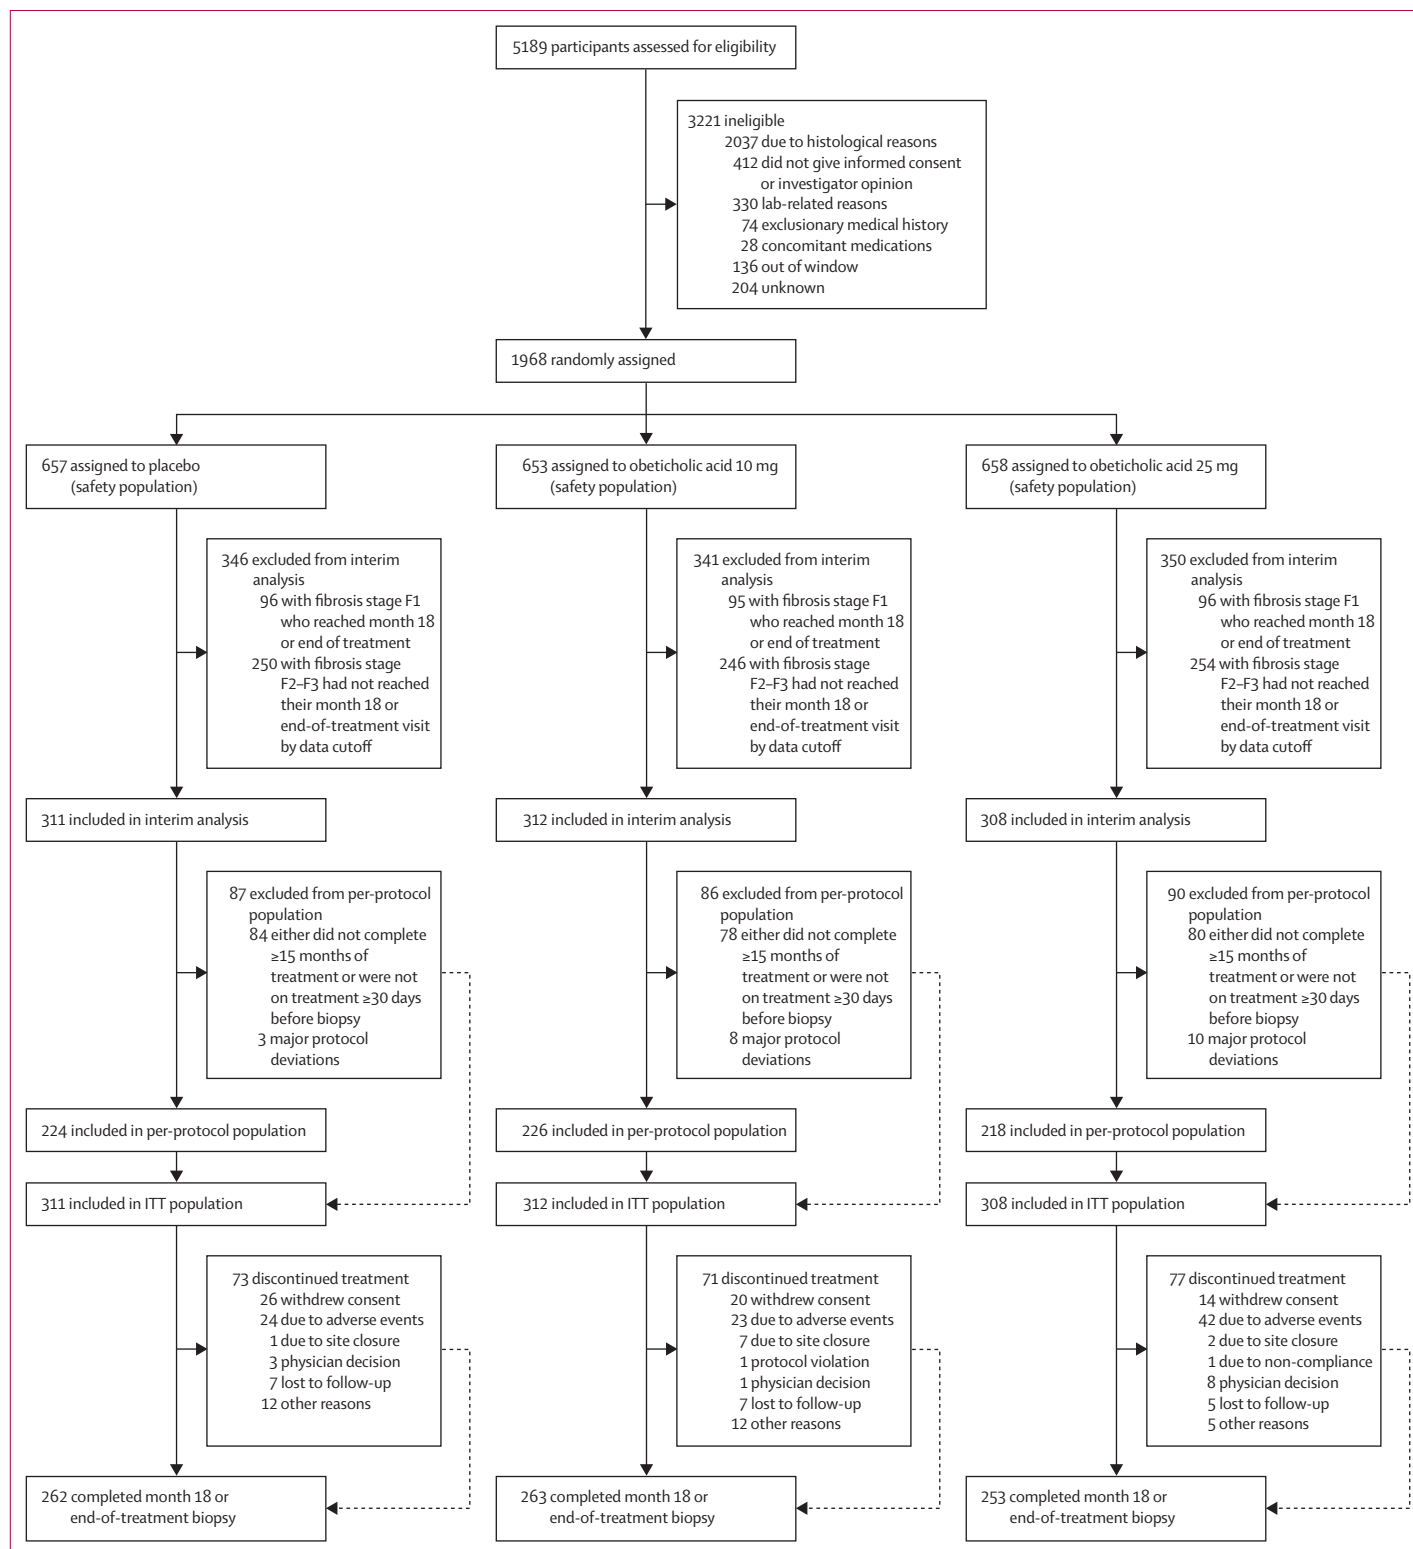 5189 participants assessed for eligibility
3221 ineligible
2037 due to histological reasons
412 did not give informed consent
or investigator opinion
330 lab-related reasons
74 exclusionary medical history
28 concomitant medications
136 out of window
204 unknown
1968 randomly assigned
657 assigned to placebo
(safety population)
653 assigned to obeticholic acid 10 mg
(safety population)
658 assigned to obeticholic acid 25 mg
(safety population)
346 excluded from interim
analysis
96 with fibrosis stage F1
who reached month 18
or end of treatment
250 with fibrosis stage
F2–F3 had not reached
their month 18 or
end-of-treatment visit
by data cutoff
341 excluded from interim
analysis
95 with fibrosis stage F1
who reached month 18
or end of treatment
246 with fibrosis stage
F2–F3 had not reached
their month 18 or
end-of-treatment visit
by data cutoff
350 excluded from interim
analysis
96 with fibrosis stage F1
who reached month 18
or end of treatment
254 with fibrosis stage
F2–F3 had not reached
their month 18 or
end-of-treatment visit
by data cutoff
311 included in interim analysis
312 included in interim analysis
308 included in interim analysis
87 excluded from per-protocol
population
84 either did not complete
≥15 months of
treatment or were not
on treatment ≥30 days
before biopsy
3 major protocol
deviations
86 excluded from per-protocol
population
78 either did not complete
≥15 months of
treatment or were not
on treatment ≥30 days
before biopsy
8 major protocol
deviations
90 excluded from per-protocol
population
80 either did not complete
≥15 months of
treatment or were not
on treatment ≥30 days
before biopsy
10 major protocol
deviations
224 included in per-protocol population
226 included in per-protocol population
218 included in per-protocol population
311 included in ITT population
312 included in ITT population
308 included in ITT population
73 discontinued treatment
26 withdrew consent
24 due to adverse events
1 due to site closure
3 physician decision
7 lost to follow-up
12 other reasons
71 discontinued treatment
20 withdrew consent
23 due to adverse events
7 due to site closure
1 protocol violation
1 physician decision
7 lost to follow-up
12 other reasons
77 discontinued treatment
14 withdrew consent
42 due to adverse events
2 due to site closure
1 due to non-compliance
8 physician decision
5 lost to follow-up
5 other reasons
262 completed month 18 or
end-of-treatment biopsy
263 completed month 18 or
end-of-treatment biopsy
253 completed month 18 or
end-of-treatment biopsy